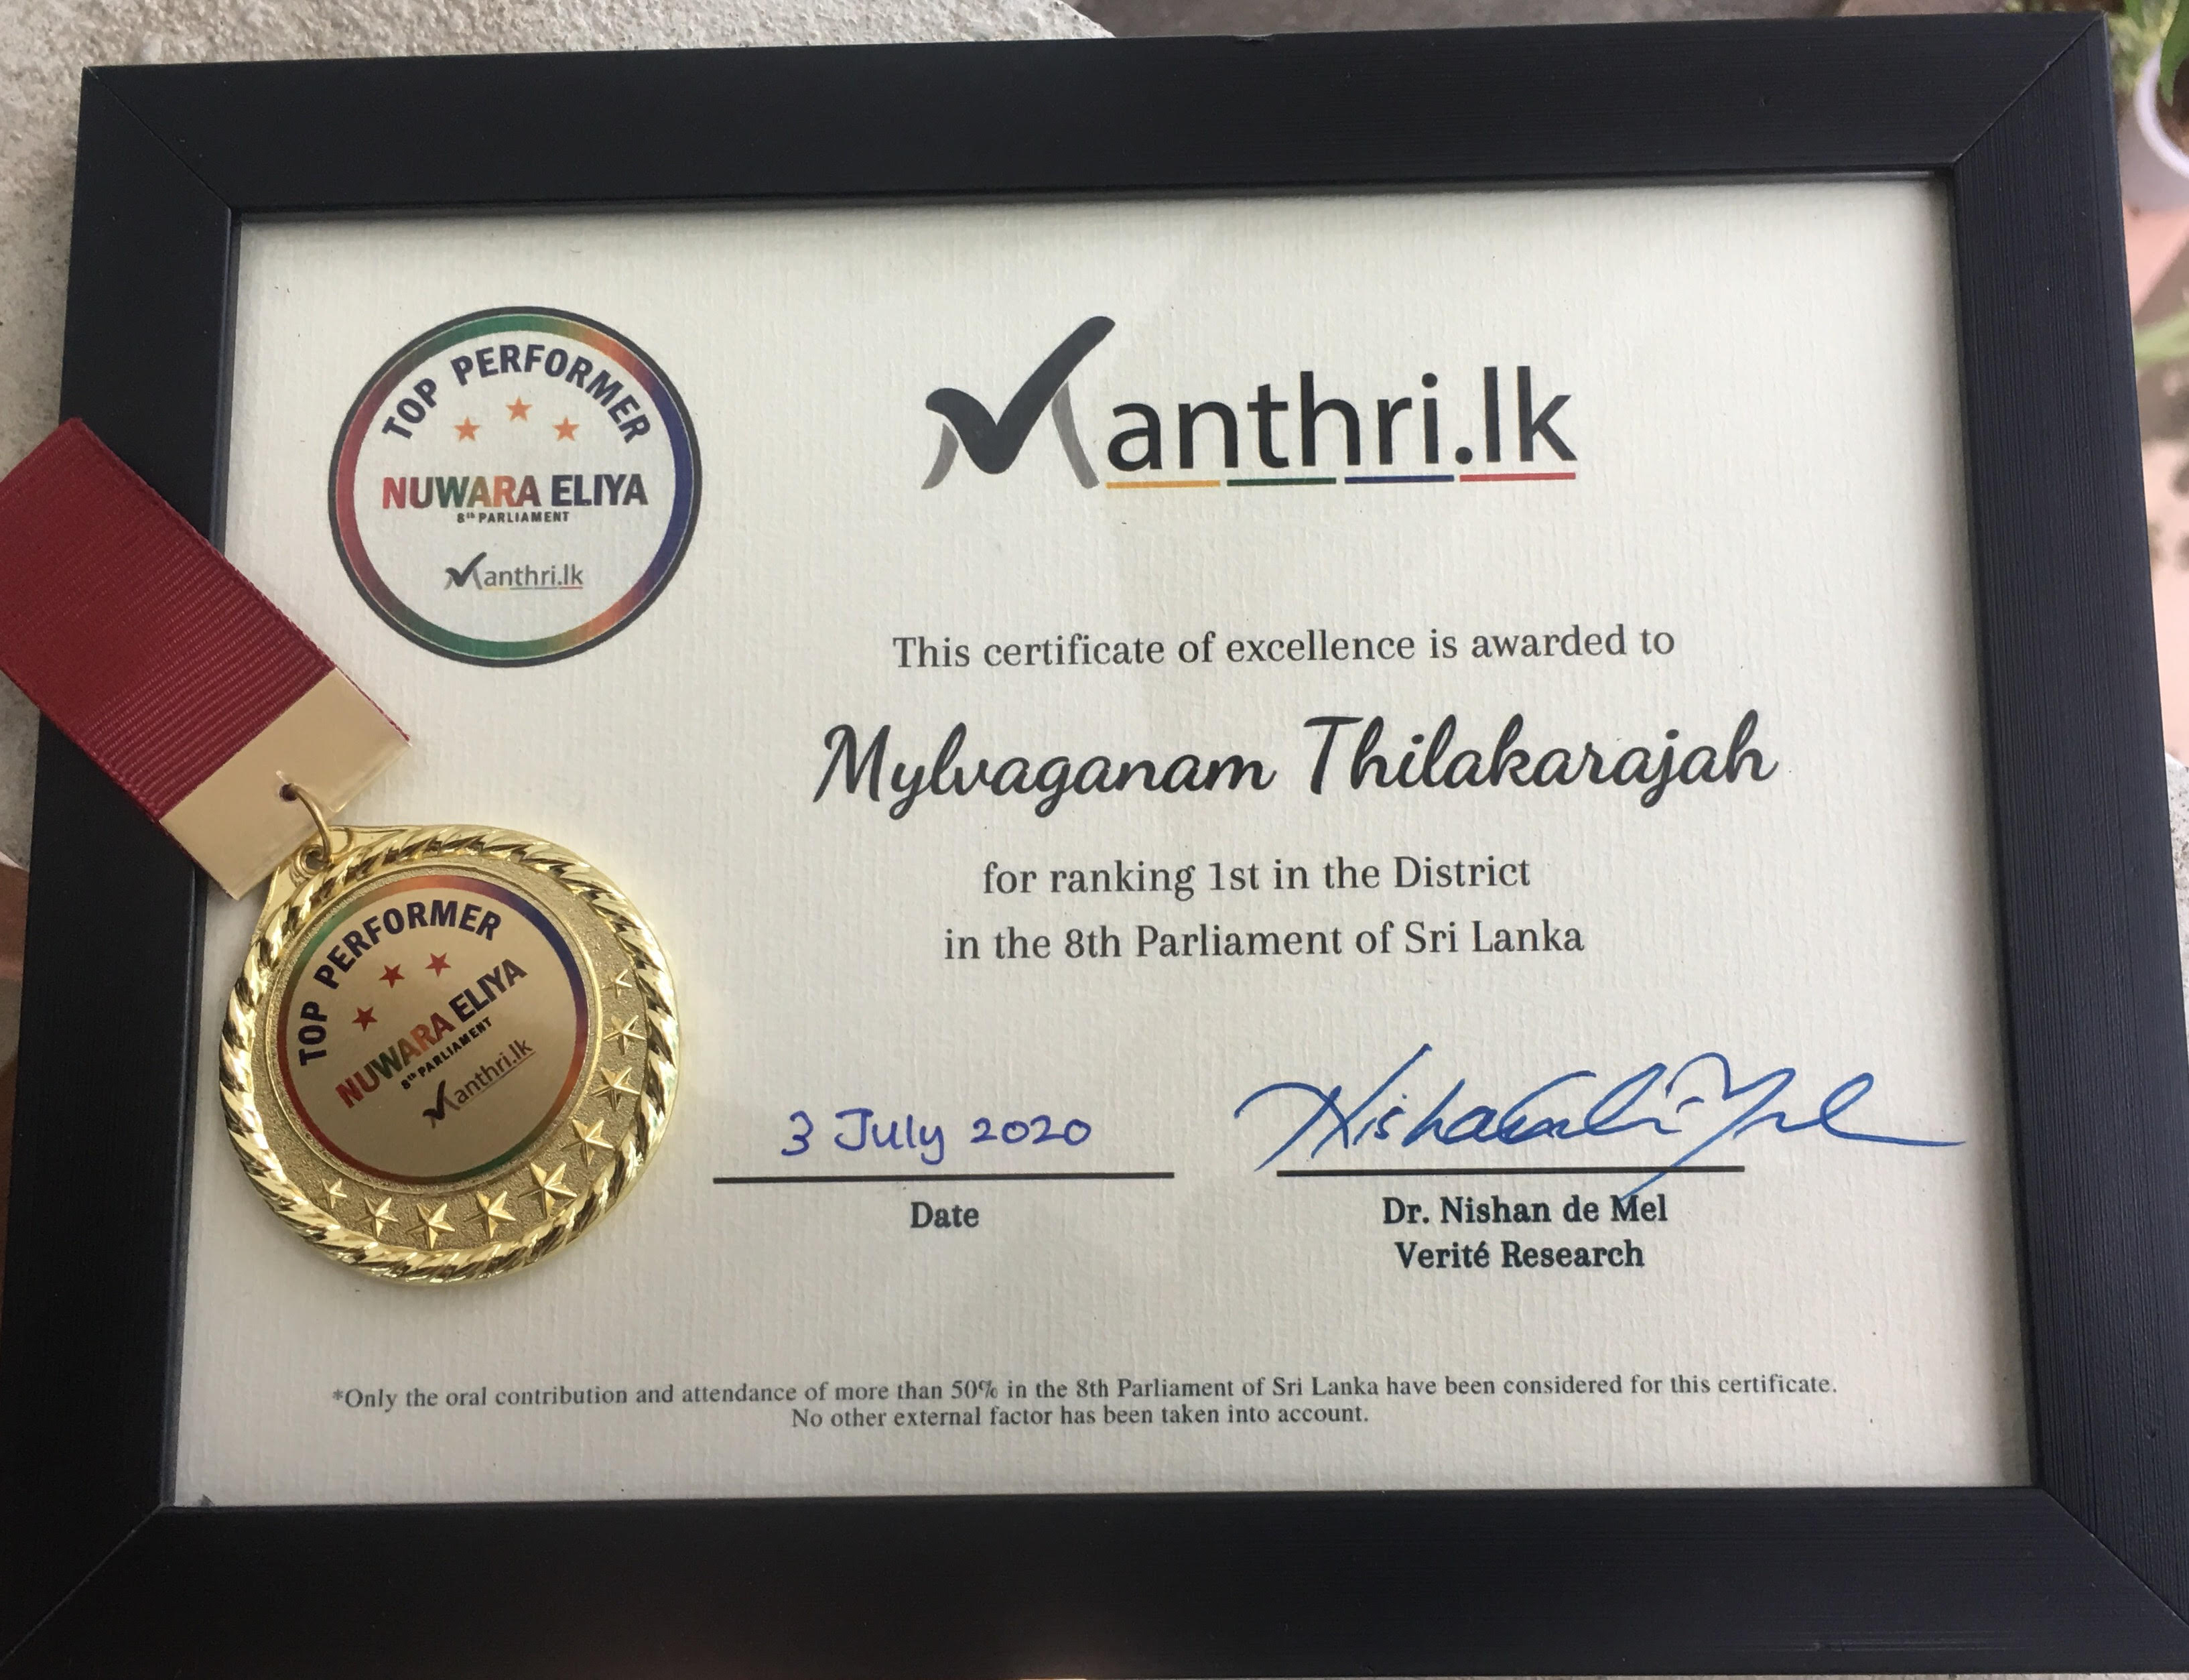 TOP PERFORMER
NUWARA ELIYA
8th PARLIAMENT
Manthri.lk
Manthri.lk
This certificate of excellence is awarded to
Mylvaganam Thilakarajah
for ranking 1st in the District
in the 8th Parliament of Sri Lanka
TOP PERFORMER
NUWARA ELIYA
8th PARLIAMENT
Manthri.lk
3 July 2020
Date
Dr. Nishan de Mel
Verité Research
*Only the oral contribution and attendance of more than 50% in the 8th Parliament of Sri Lanka have been considered for this certificate.
No other external factor has been taken into account.